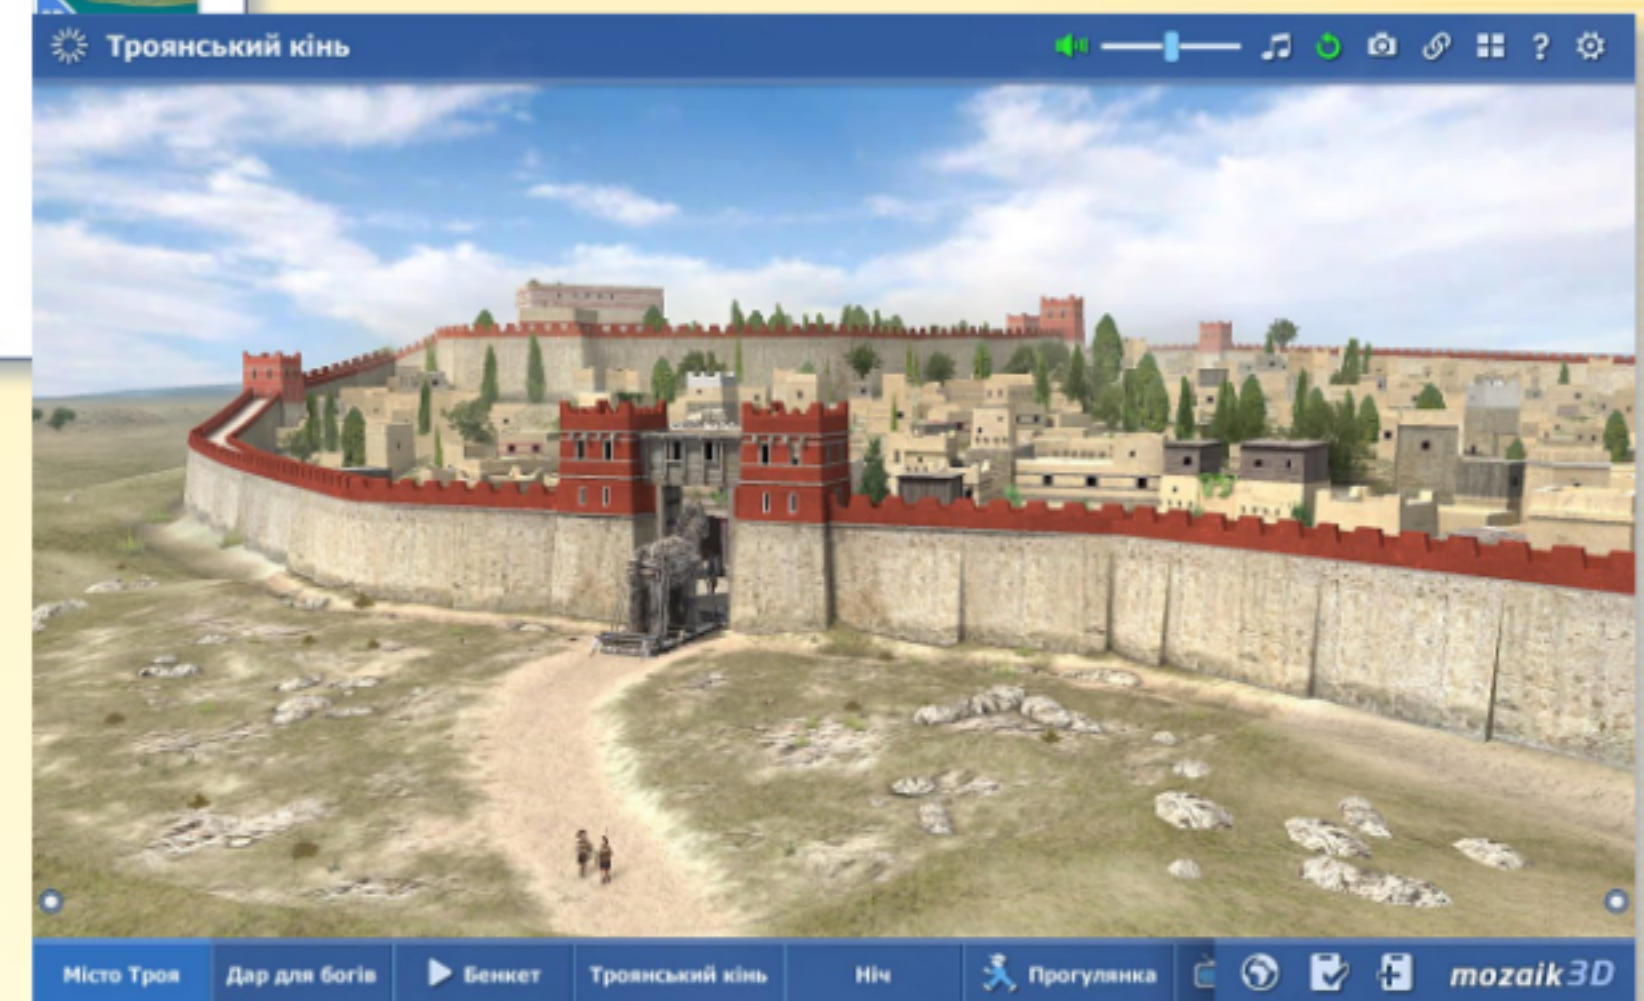 Троянський кінь
?
Місто Троя
Дар для богів
Бенкет
Троянський кінь
Ніч
Прогулянка
mozaik3D